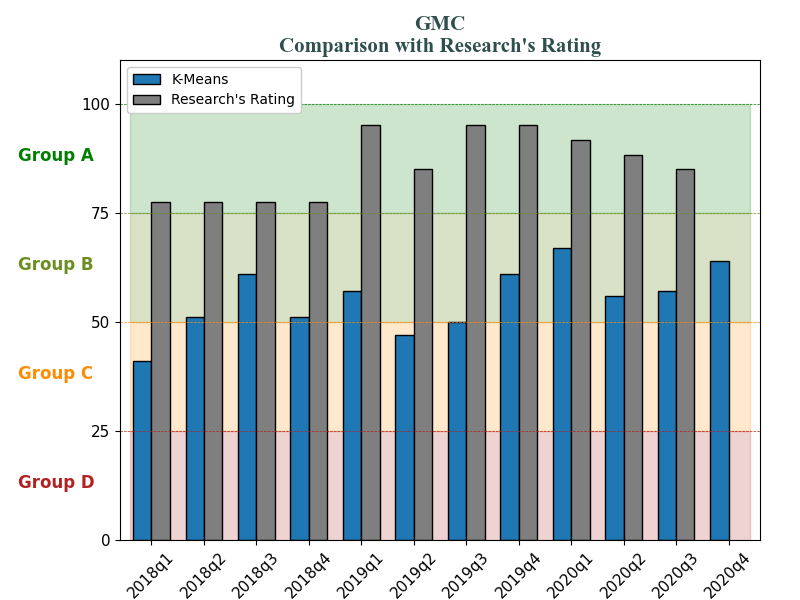 GMC
Comparison with Research's Rating
K-Means
Research's Rating
100
Group A
75
Group B
50
Group C
25
Group D
0
2018q1
2018q2
2018q3
2018q4
2019q1
2019q2
2019q3
2019q4
2020q1
2020q2
2020q3
2020q4